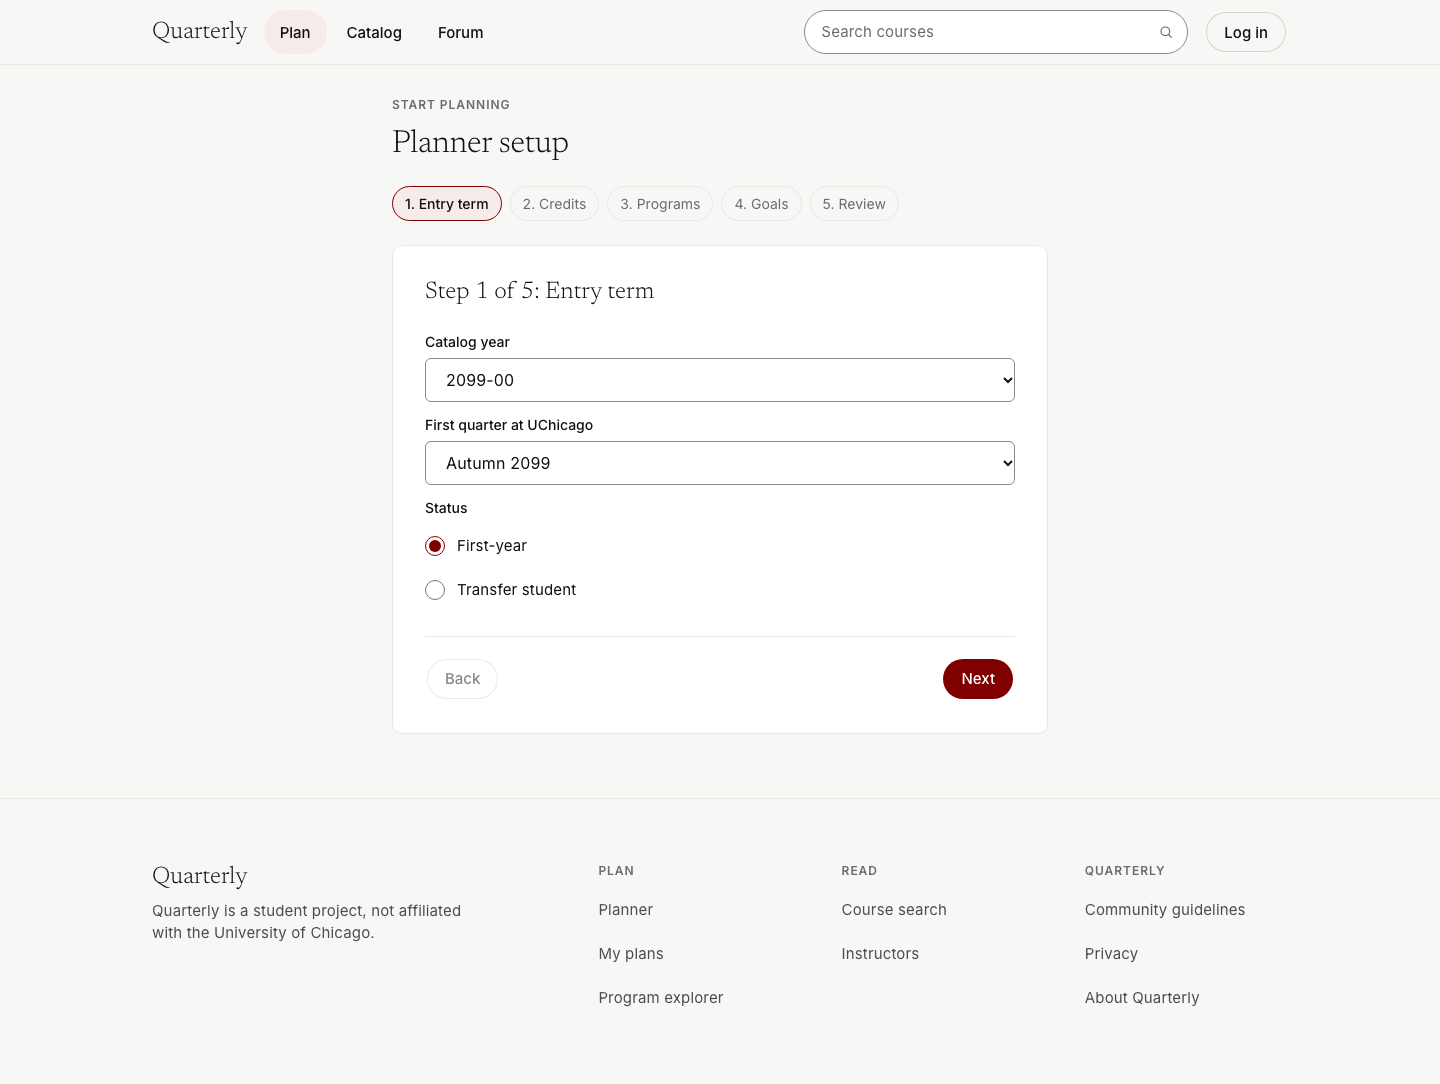 Quarterly
Plan
Catalog
Forum
Search courses
Log in
START PLANNING
Planner setup
1. Entry term
2. Credits
3. Programs
4. Goals
5. Review
Step 1 of 5: Entry term
Catalog year
2099-00
First quarter at UChicago
Autumn 2099
Status
First-year
Transfer student
Back
Next
Quarterly
Quarterly is a student project, not affiliated
with the University of Chicago.
PLAN
Planner
My plans
Program explorer
READ
Course search
Instructors
QUARTERLY
Community guidelines
Privacy
About Quarterly